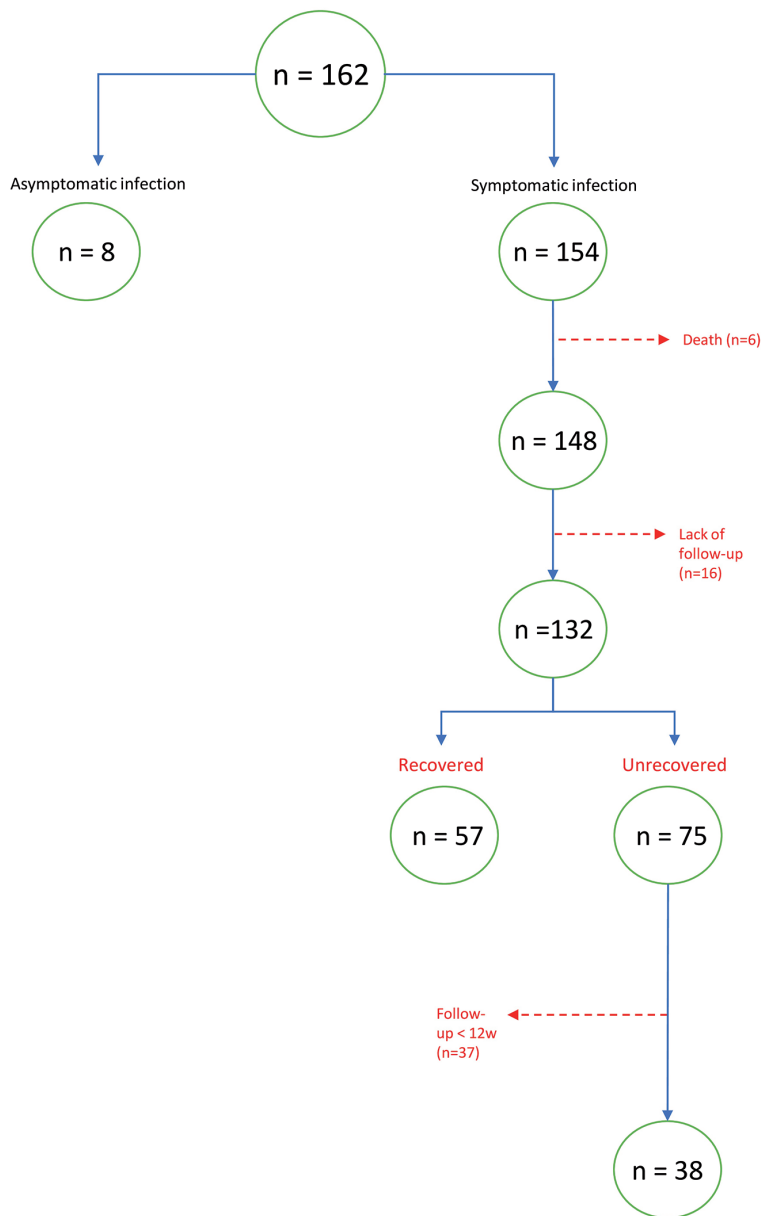 n = 162
Asymptomatic infection
Symptomatic infection
n = 8
n = 154
Death (n=6)
n = 148
Lack of
follow-up
(n=16)
n =132
Recovered
Unrecovered
n = 57
n = 75
Follow-
up < 12w
(n=37)
n = 38